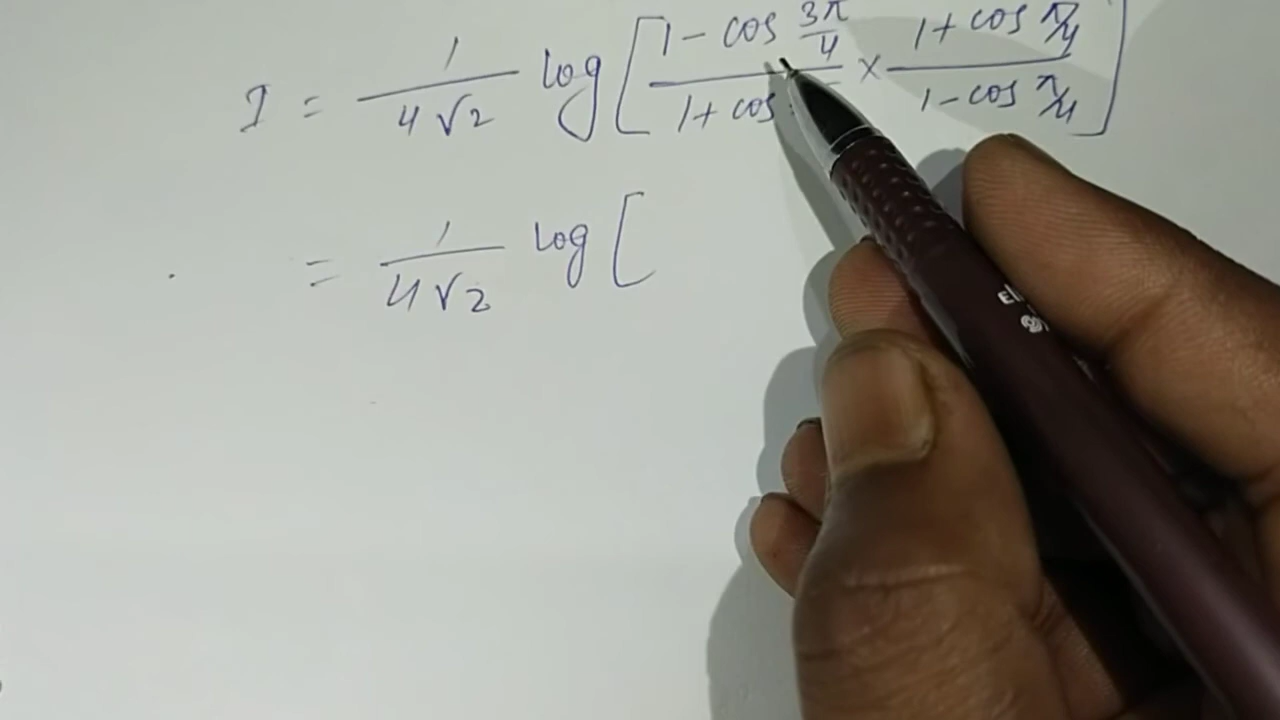 I = 1/4√2 log [ 1 - cos 3π/4 / 1 + cos × 1 + cos π/4 / 1 - cos π/4 ]
= 1/4√2 log [